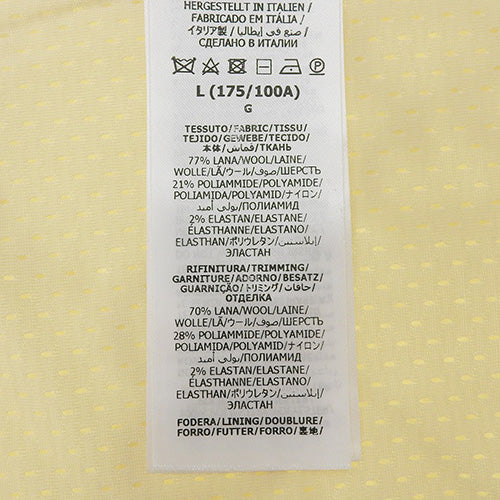 HERGESTELLT IN ITALIEN /
FABRICADO EM ITÁLIA/
イタリア製 / صنع في إيطاليا /
СДЕЛАНО В ИТАЛИИ
L (175/100A)
G
TESSUTO/FABRIC/TISSU/
TEJIDO/GEWEBE/TECIDO/
本体/قماش/ТКАНЬ
77% LANA/WOOL/LAINE/
WOLLE/LÃ/ウール/صوف/ШЕРСТЬ
21% POLIAMMIDE/POLYAMIDE/
POLIAMIDA/POLYAMID/ナイロン/
بولي أميد/ПОЛИАМИД
2% ELASTAN/ELASTANE/
ÉLASTHANNE/ELASTANO/
ELASTHAN/ポリウレタン/إيلاستين/
ЭЛАСТАН
RIFINITURA/TRIMMING/
GARNITURE/ADORNO/BESATZ/
GUARNIÇÃO/トリミング/حافات/
ОТДЕЛКА
70% LANA/WOOL/LAINE/
WOLLE/LÃ/ウール/صوف/ШЕРСТЬ
28% POLIAMMIDE/POLYAMIDE/
POLIAMIDA/POLYAMID/ナイロン/
بولي أميد/ПОЛИАМИД
2% ELASTAN/ELASTANE/
ÉLASTHANNE/ELASTANO/
ELASTHAN/ポリウレタン/إيلاستين/
ЭЛАСТАН
FODERA/LINING/DOUBLURE/
FORRO/FUTTER/FORRO/裏地/